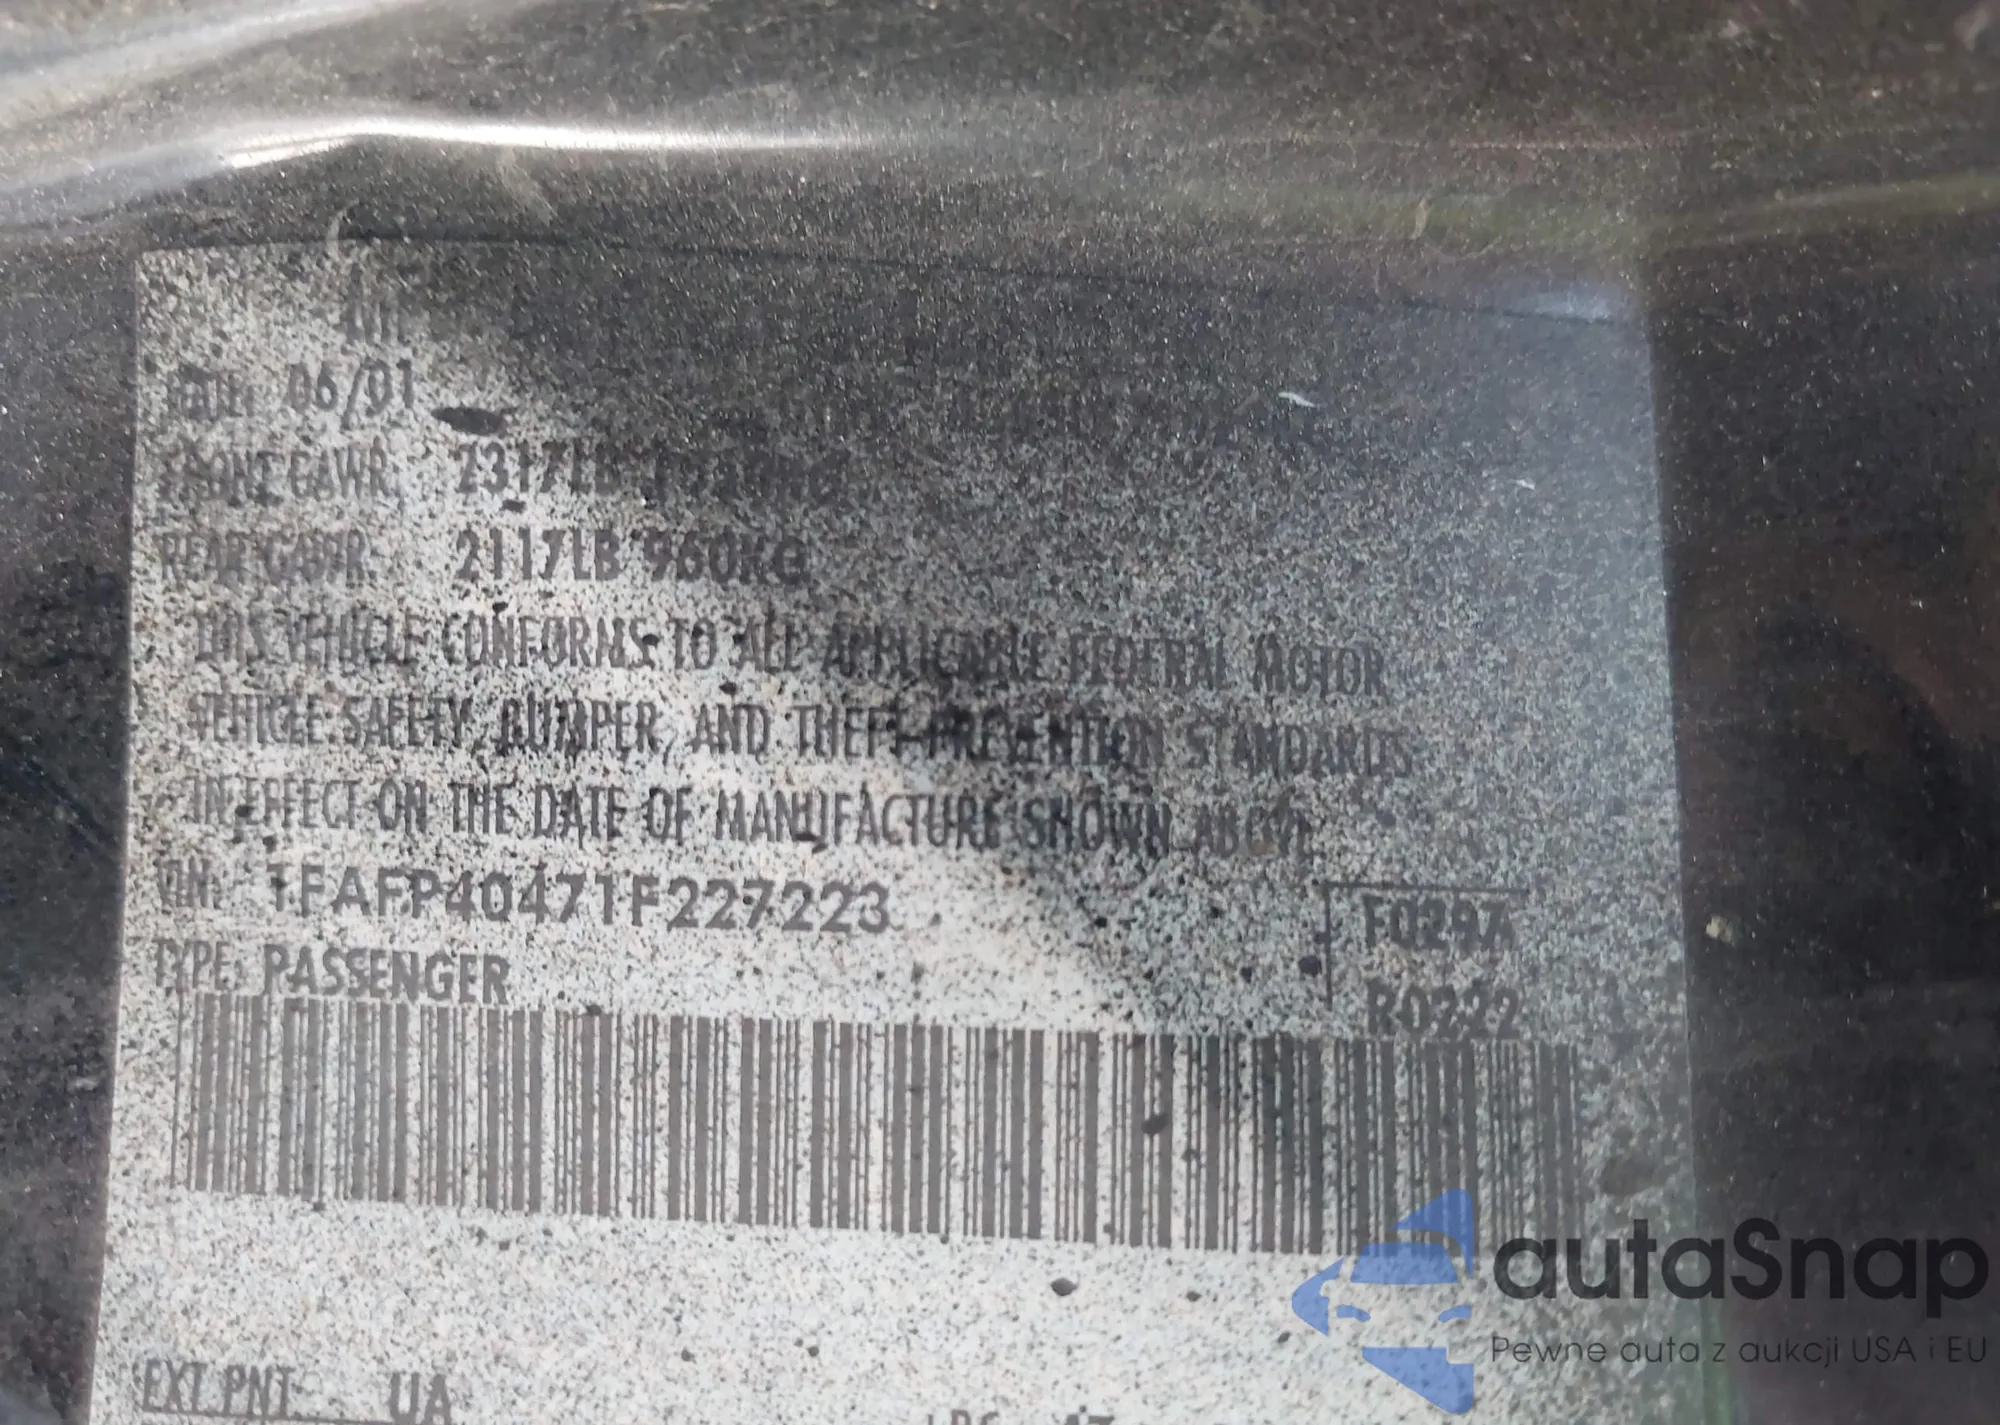 DATE: 06/01
FRONT GAWR: 2317LB
REAR GAWR: 2117LB 960KG
THIS VEHICLE CONFORMS TO ALL APPLICABLE FEDERAL MOTOR
VEHICLE SAFETY, BUMPER, AND THEFT PREVENTION STANDARDS
IN EFFECT ON THE DATE OF MANUFACTURE SHOWN ABOVE
VIN: 1FAFP40471F227223
F0297
TYPE: PASSENGER
R0222
EXT PNT UA
autaSnap
Pewne auta z aukcji USA i EU